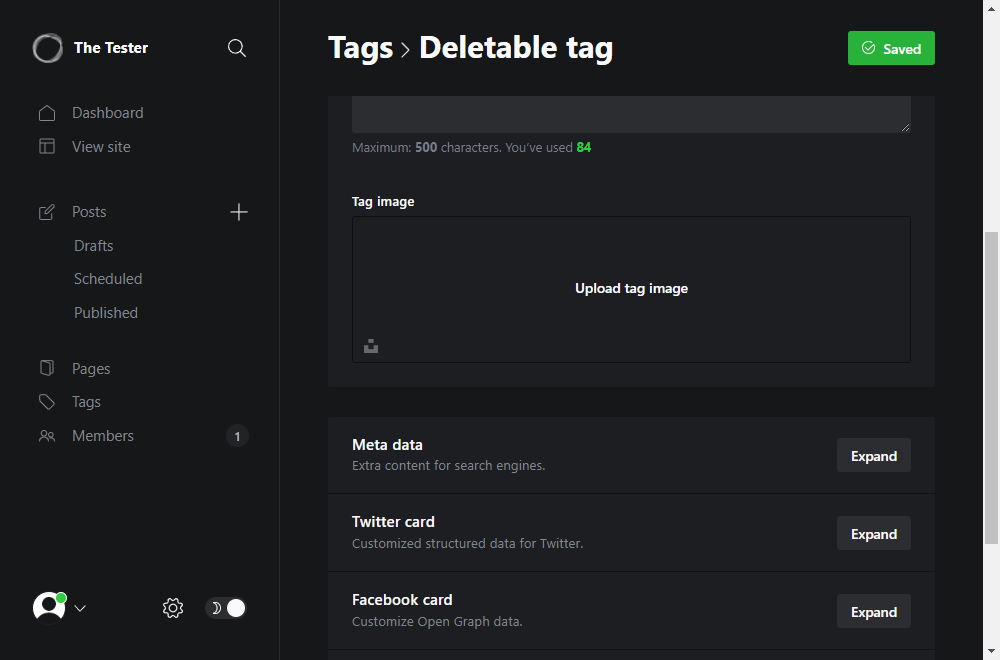 The Tester
Dashboard
View site
Posts
Drafts
Scheduled
Published
Pages
Tags
Members
1
Tags
Deletable tag
Saved
Maximum: 500 characters. You’ve used 84
Tag image
Upload tag image
Meta data
Extra content for search engines.
Expand
Twitter card
Customized structured data for Twitter.
Expand
Facebook card
Customize Open Graph data.
Expand